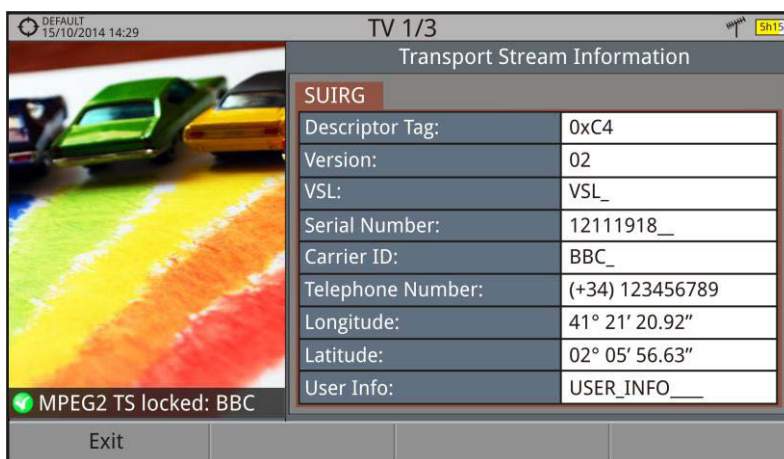 DEFAULT
15/10/2014 14:29
TV 1/3
5h15
Transport Stream Information
SUIRG
Descriptor Tag: 0xC4
Version: 02
VSL: VSL_
Serial Number: 12111918__
Carrier ID: BBC_
Telephone Number: (+34) 123456789
Longitude: 41° 21′ 20.92”
Latitude: 02° 05′ 56.63”
User Info: USER_INFO____
MPEG2 TS locked: BBC
Exit